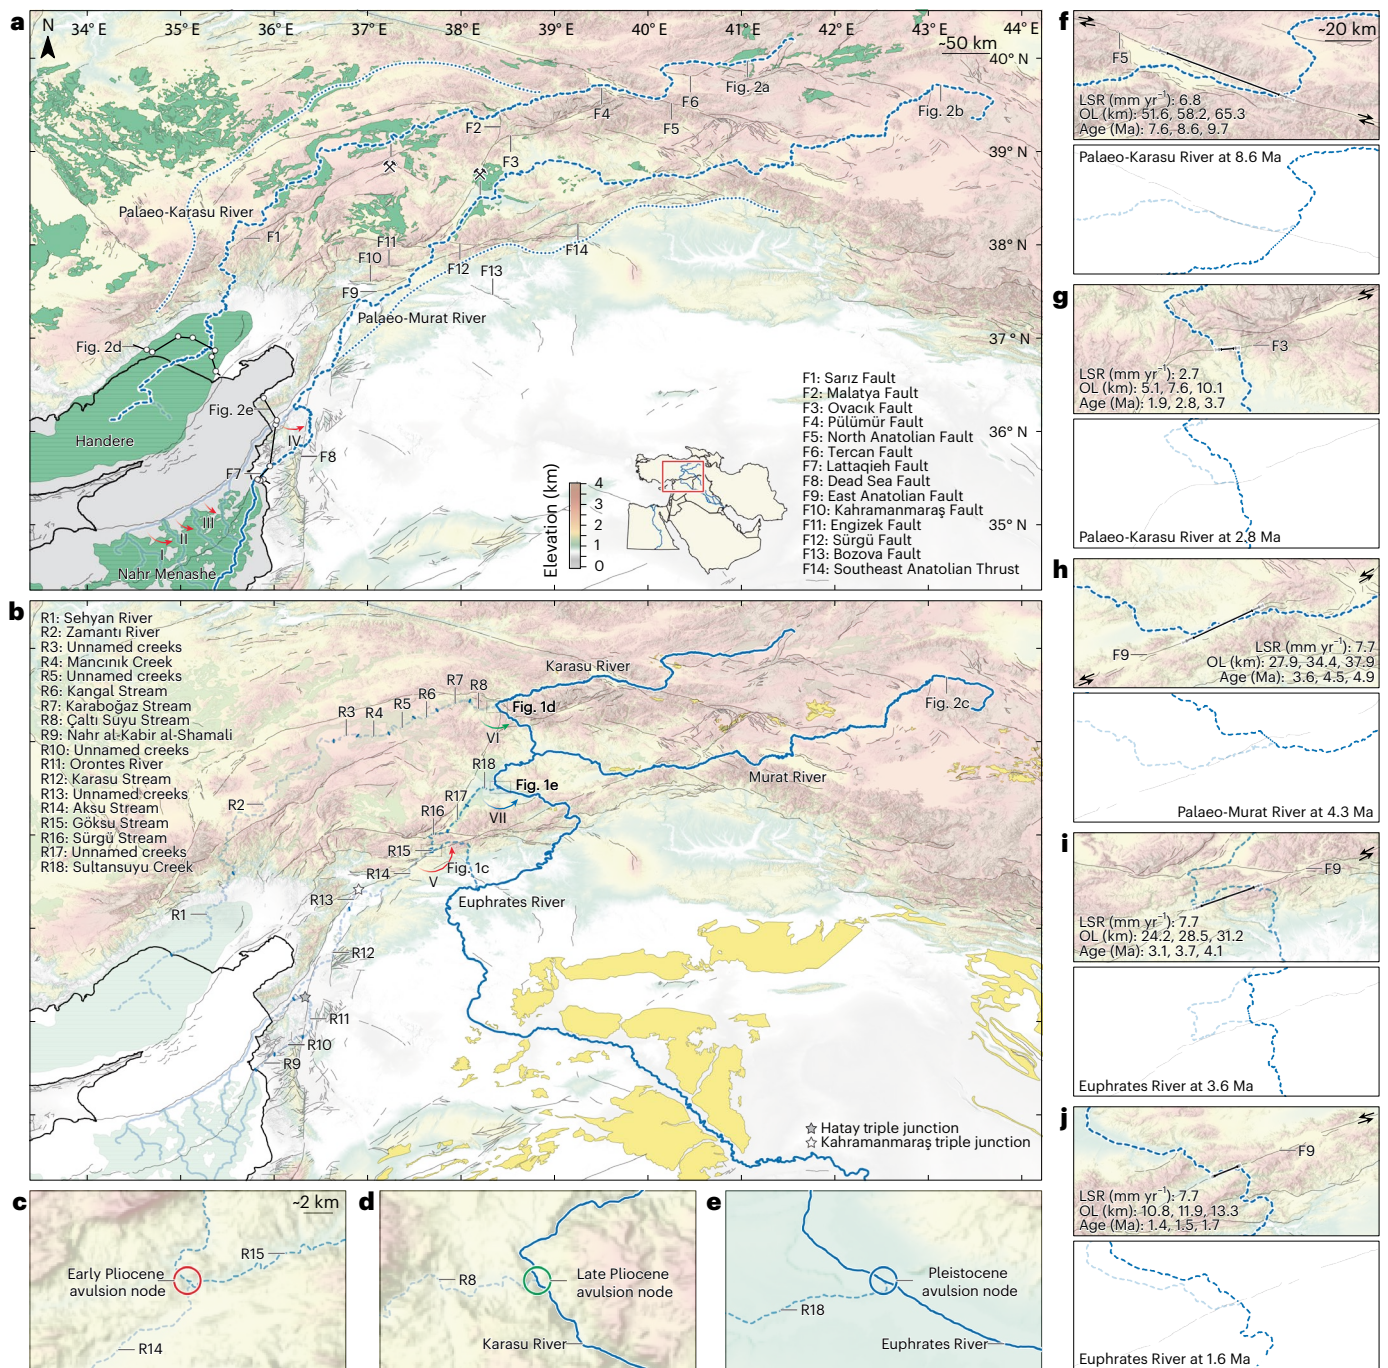 a
N
34° E
35° E
36° E
37° E
38° E
39° E
40° E
41° E
42° E
43° E
44° E
~50 km
40° N
39° N
38° N
37° N
36° N
35° N
Fig. 2a
Fig. 2b
F6
F4
F5
F2
F3
Palaeo-Karasu River
F1
F11
F10
F12
F13
F14
F9
Palaeo-Murat River
Fig. 2d
Fig. 2e
Handere
IV
F8
F7
III
II
I
Nahr Menashe
Elevation (km)
4
3
2
1
0
F1: Sarız Fault
F2: Malatya Fault
F3: Ovacık Fault
F4: Pülümür Fault
F5: North Anatolian Fault
F6: Tercan Fault
F7: Lattaqieh Fault
F8: Dead Sea Fault
F9: East Anatolian Fault
F10: Kahramanmaraş Fault
F11: Engizek Fault
F12: Sürgü Fault
F13: Bozova Fault
F14: Southeast Anatolian Thrust
b
R1: Sehyan River
R2: Zamantı River
R3: Unnamed creeks
R4: Mancınık Creek
R5: Unnamed creeks
R6: Kangal Stream
R7: Karaboğaz Stream
R8: Çaltı Suyu Stream
R9: Nahr al-Kabir al-Shamali
R10: Unnamed creeks
R11: Orontes River
R12: Karasu Stream
R13: Unnamed creeks
R14: Aksu Stream
R15: Göksu Stream
R16: Sürgü Stream
R17: Unnamed creeks
R18: Sultansuyu Creek
Karasu River
R7
R8
R6
R5
R4
R3
Fig. 1d
VI
Fig. 2c
Murat River
R18
Fig. 1e
R17
R16
VII
R2
R15
R14
Fig. 1c
V
R13
Euphrates River
R1
R12
R11
R10
R9
Hatay triple junction
Kahramanmaraş triple junction
c
~2 km
R15
Early Pliocene
avulsion node
R14
d
R8
Late Pliocene
avulsion node
Karasu River
e
Pleistocene
avulsion node
R18
Euphrates River
f
~20 km
F5
LSR (mm yr⁻¹): 6.8
OL (km): 51.6, 58.2, 65.3
Age (Ma): 7.6, 8.6, 9.7
Palaeo-Karasu River at 8.6 Ma
g
F3
LSR (mm yr⁻¹): 2.7
OL (km): 5.1, 7.6, 10.1
Age (Ma): 1.9, 2.8, 3.7
Palaeo-Karasu River at 2.8 Ma
h
F9
LSR (mm yr⁻¹): 7.7
OL (km): 27.9, 34.4, 37.9
Age (Ma): 3.6, 4.5, 4.9
Palaeo-Murat River at 4.3 Ma
i
F9
LSR (mm yr⁻¹): 7.7
OL (km): 24.2, 28.5, 31.2
Age (Ma): 3.1, 3.7, 4.1
Euphrates River at 3.6 Ma
j
F9
LSR (mm yr⁻¹): 7.7
OL (km): 10.8, 11.9, 13.3
Age (Ma): 1.4, 1.5, 1.7
Euphrates River at 1.6 Ma